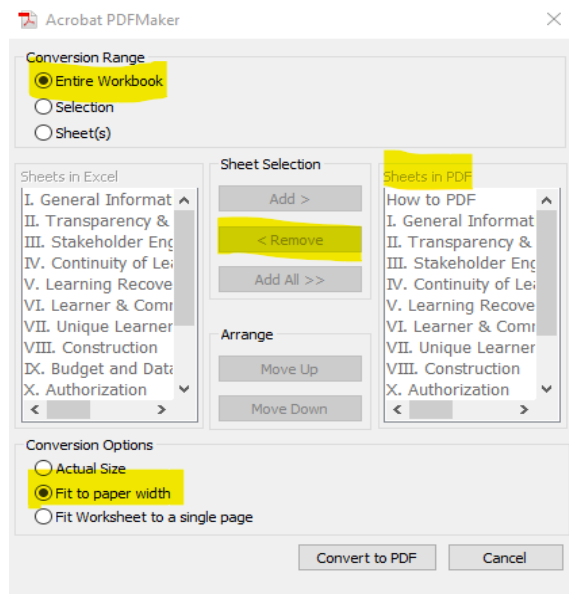 Acrobat PDFMaker
Conversion Range
Entire Workbook
Selection
Sheet(s)
Sheets in Excel
I. General Informat
II. Transparency &
III. Stakeholder Eng
IV. Continuity of Lea
V. Learning Recove
VI. Learner & Comr
VII. Unique Learner
VIII. Construction
IX. Budget and Data
X. Authorization
Sheet Selection
Add >
< Remove
Add All >>
Arrange
Move Up
Move Down
Sheets in PDF
How to PDF
I. General Informat
II. Transparency &
III. Stakeholder Eng
IV. Continuity of Lea
V. Learning Recove
VI. Learner & Comr
VII. Unique Learner
VIII. Construction
X. Authorization
Conversion Options
Actual Size
Fit to paper width
Fit Worksheet to a single page
Convert to PDF
Cancel